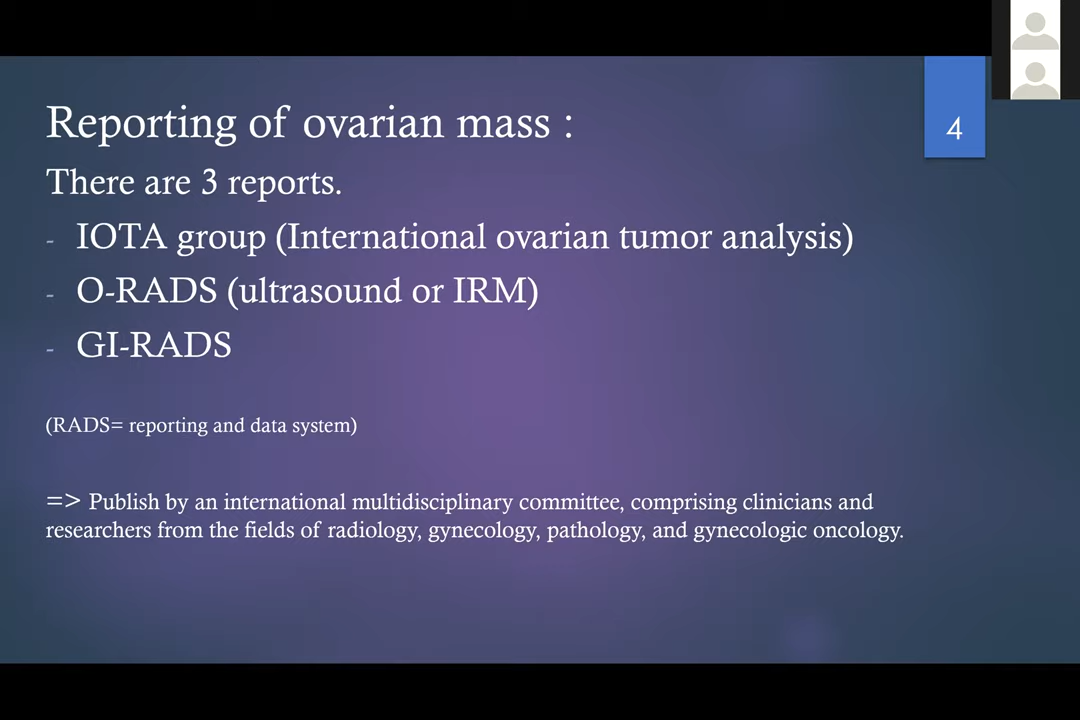 4
Reporting of ovarian mass :
There are 3 reports.
- IOTA group (International ovarian tumor analysis)
- O-RADS (ultrasound or IRM)
- GI-RADS
(RADS= reporting and data system)
=> Publish by an international multidisciplinary committee, comprising clinicians and
researchers from the fields of radiology, gynecology, pathology, and gynecologic oncology.